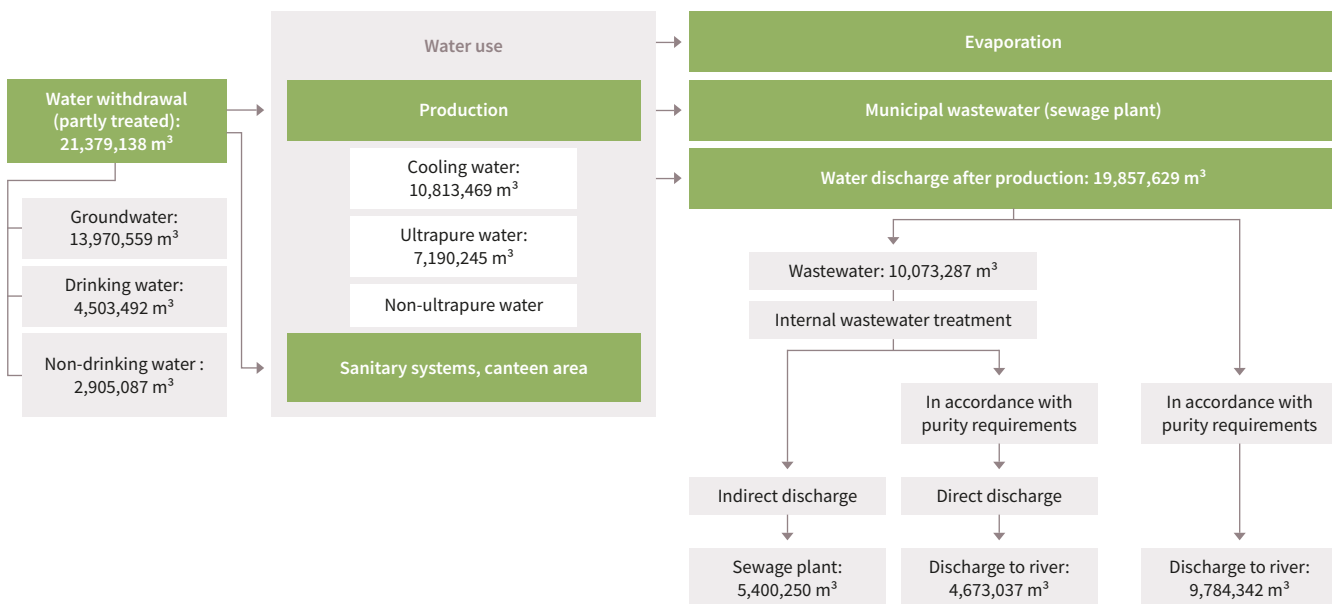 Water withdrawal
(partly treated):
21,379,138 m³
Groundwater:
13,970,559 m³
Drinking water:
4,503,492 m³
Non-drinking water :
2,905,087 m³
Water use
Production
Cooling water:
10,813,469 m³
Ultrapure water:
7,190,245 m³
Non-ultrapure water
Sanitary systems, canteen area
Evaporation
Municipal wastewater (sewage plant)
Water discharge after production: 19,857,629 m³
Wastewater: 10,073,287 m³
Internal wastewater treatment
In accordance with
purity requirements
In accordance with
purity requirements
Indirect discharge
Direct discharge
Sewage plant:
5,400,250 m³
Discharge to river:
4,673,037 m³
Discharge to river:
9,784,342 m³